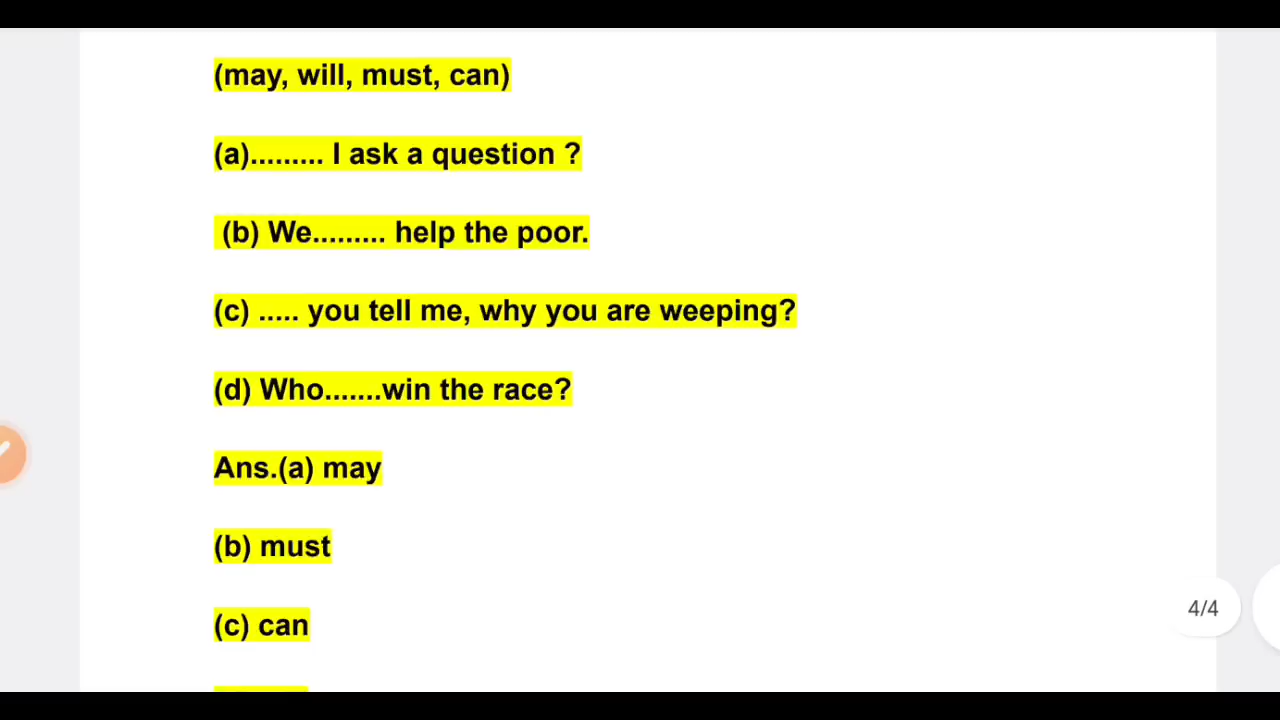 (may, will, must, can)
(a)......... I ask a question ?
(b) We......... help the poor.
(c) ..... you tell me, why you are weeping?
(d) Who.......win the race?
Ans.(a) may
(b) must
(c) can
4/4